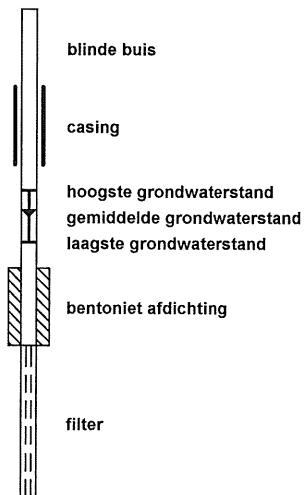 blinde buis
casing
hoogste grondwaterstand
gemiddelde grondwaterstand
laagste grondwaterstand
bentoniet afdichting
filter